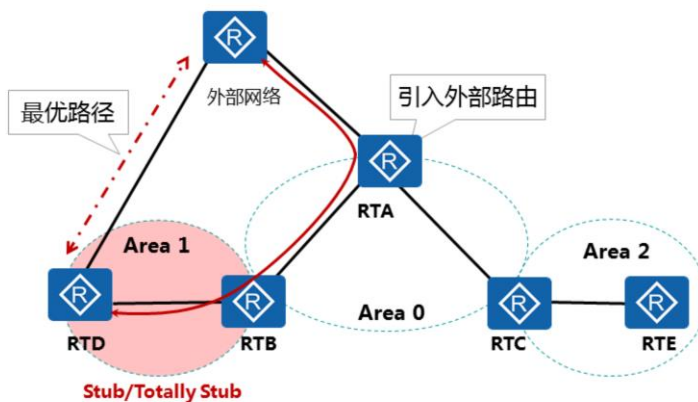 R
外部网络
最优路径
引入外部路由
R
RTA
Area 1
Area 2
R
R
Area 0
R
R
RTD
RTB
RTC
RTE
Stub/Totally Stub